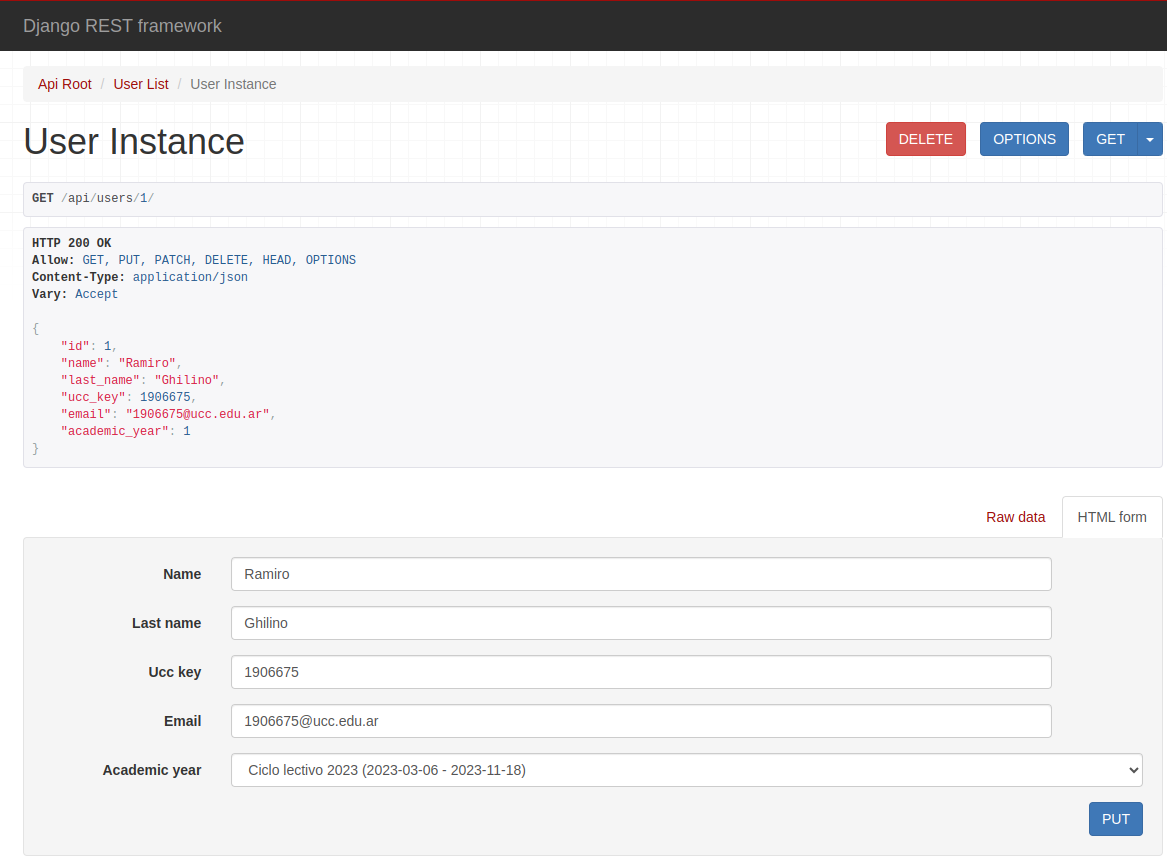 Django REST framework
Api Root / User List / User Instance
User Instance
DELETE OPTIONS GET
GET /api/users/1/
HTTP 200 OK
Allow: GET, PUT, PATCH, DELETE, HEAD, OPTIONS
Content-Type: application/json
Vary: Accept
{
    "id": 1,
    "name": "Ramiro",
    "last_name": "Ghilino",
    "ucc_key": 1906675,
    "email": "1906675@ucc.edu.ar",
    "academic_year": 1
}
Raw data HTML form
Name Ramiro
Last name Ghilino
Ucc key 1906675
Email 1906675@ucc.edu.ar
Academic year Ciclo lectivo 2023 (2023-03-06 - 2023-11-18)
PUT